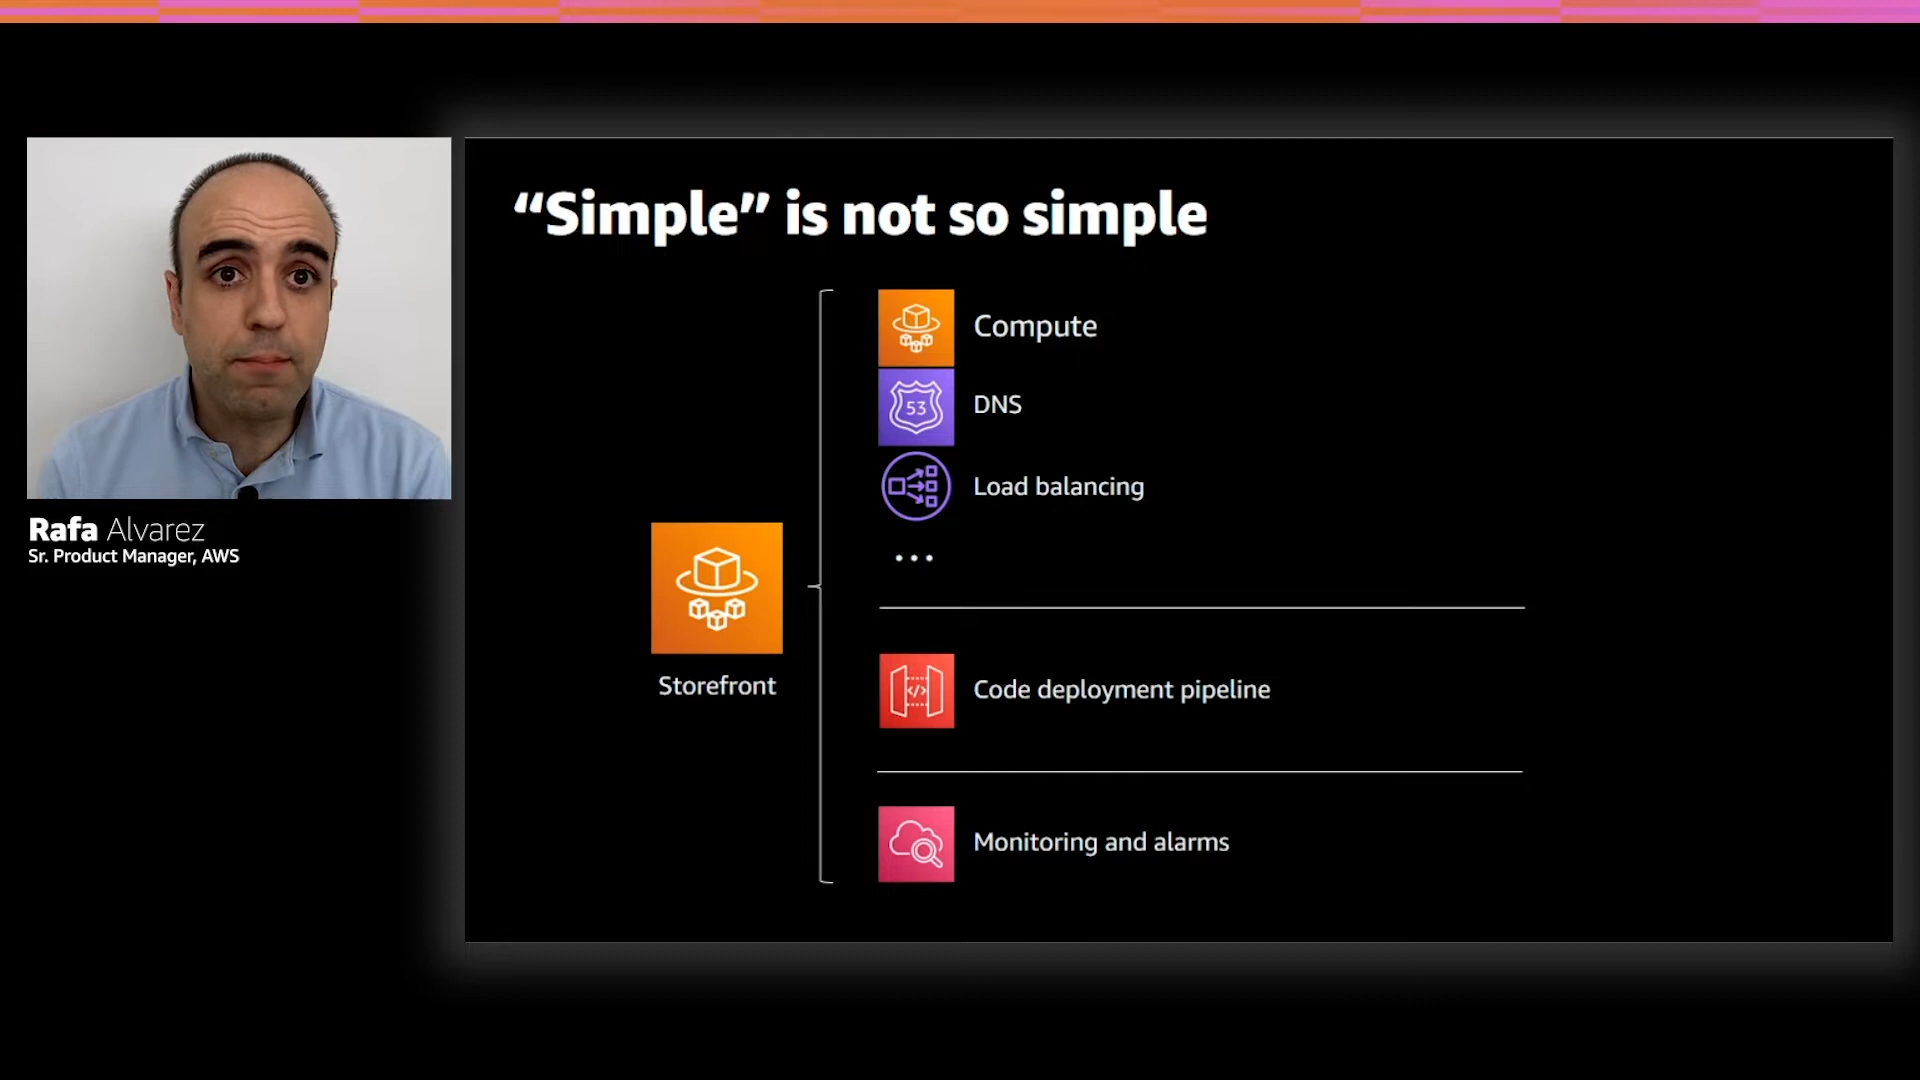 “Simple” is not so simple
Compute
53
DNS
Load balancing
...
Storefront
</>
Code deployment pipeline
Monitoring and alarms
Rafa Alvarez
Sr. Product Manager, AWS